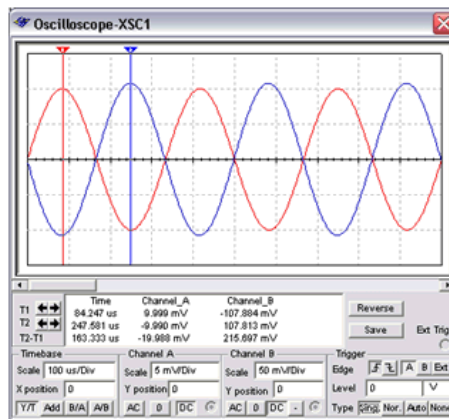 Oscilloscope-XSC1
1 2
Time Channel_A Channel_B
T1 84.247 us 9.999 mV -107.884 mV
T2 247.581 us -9.990 mV 107.813 mV
T2-T1 163.333 us -19.988 mV 215.697 mV
Reverse
Save
Ext Trig
Timebase Channel A Channel B Trigger
Scale 100 us/Div Scale 5 mV/Div Scale 50 mV/Div Edge A B Ext
X position 0 Y position 0 Y position 0 Level 0 V
Y/T Add B/A A/B AC 0 DC AC 0 DC - Type Sing. Nor. Auto None